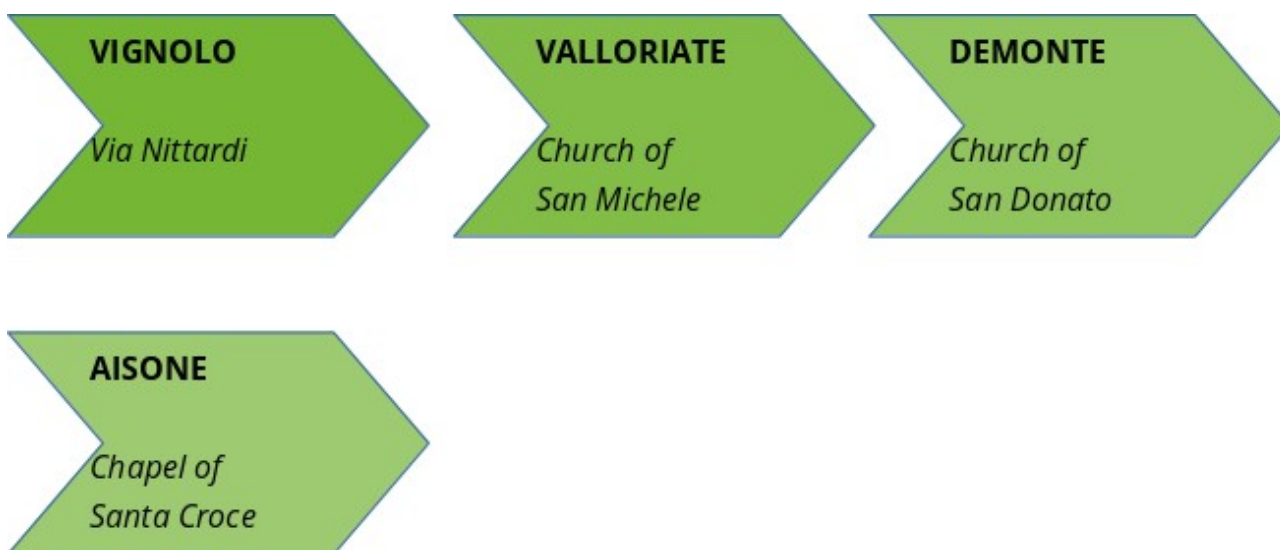 VIGNOLO
Via Nittardi
VALLORIATE
Church of
San Michele
DEMONTE
Church of
San Donato
AISONE
Chapel of
Santa Croce